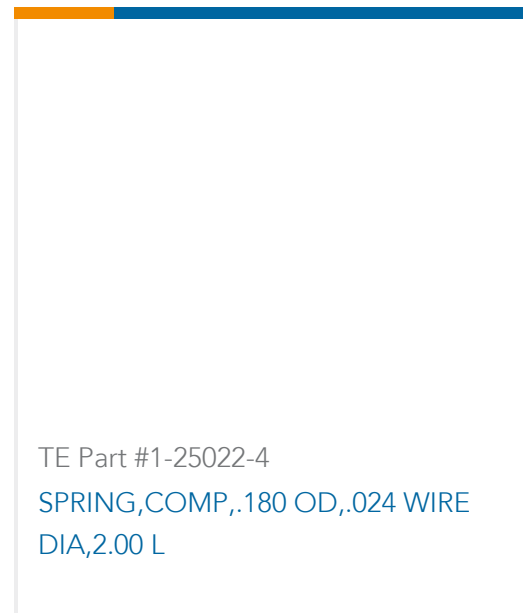 TE Part #1-25022-4
SPRING,COMP,.180 OD,.024 WIRE
DIA,2.00 L